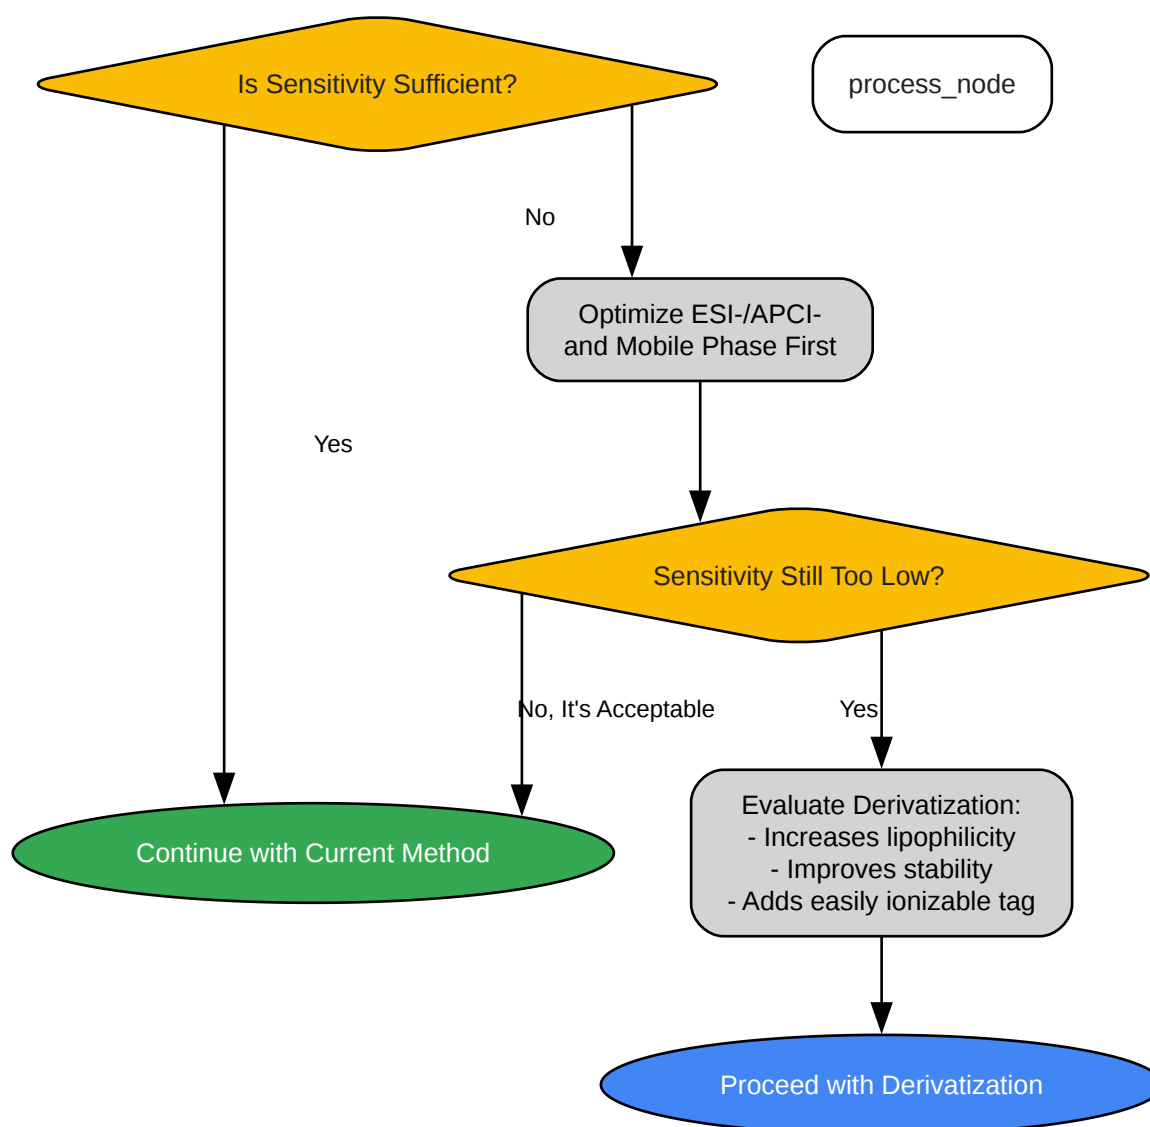 Is Sensitivity Sufficient?
process_node
No
Optimize ESI-/APCI-
and Mobile Phase First
Yes
Sensitivity Still Too Low?
No, It's Acceptable
Yes
Evaluate Derivatization:
- Increases lipophilicity
- Improves stability
- Adds easily ionizable tag
Continue with Current Method
Proceed with Derivatization